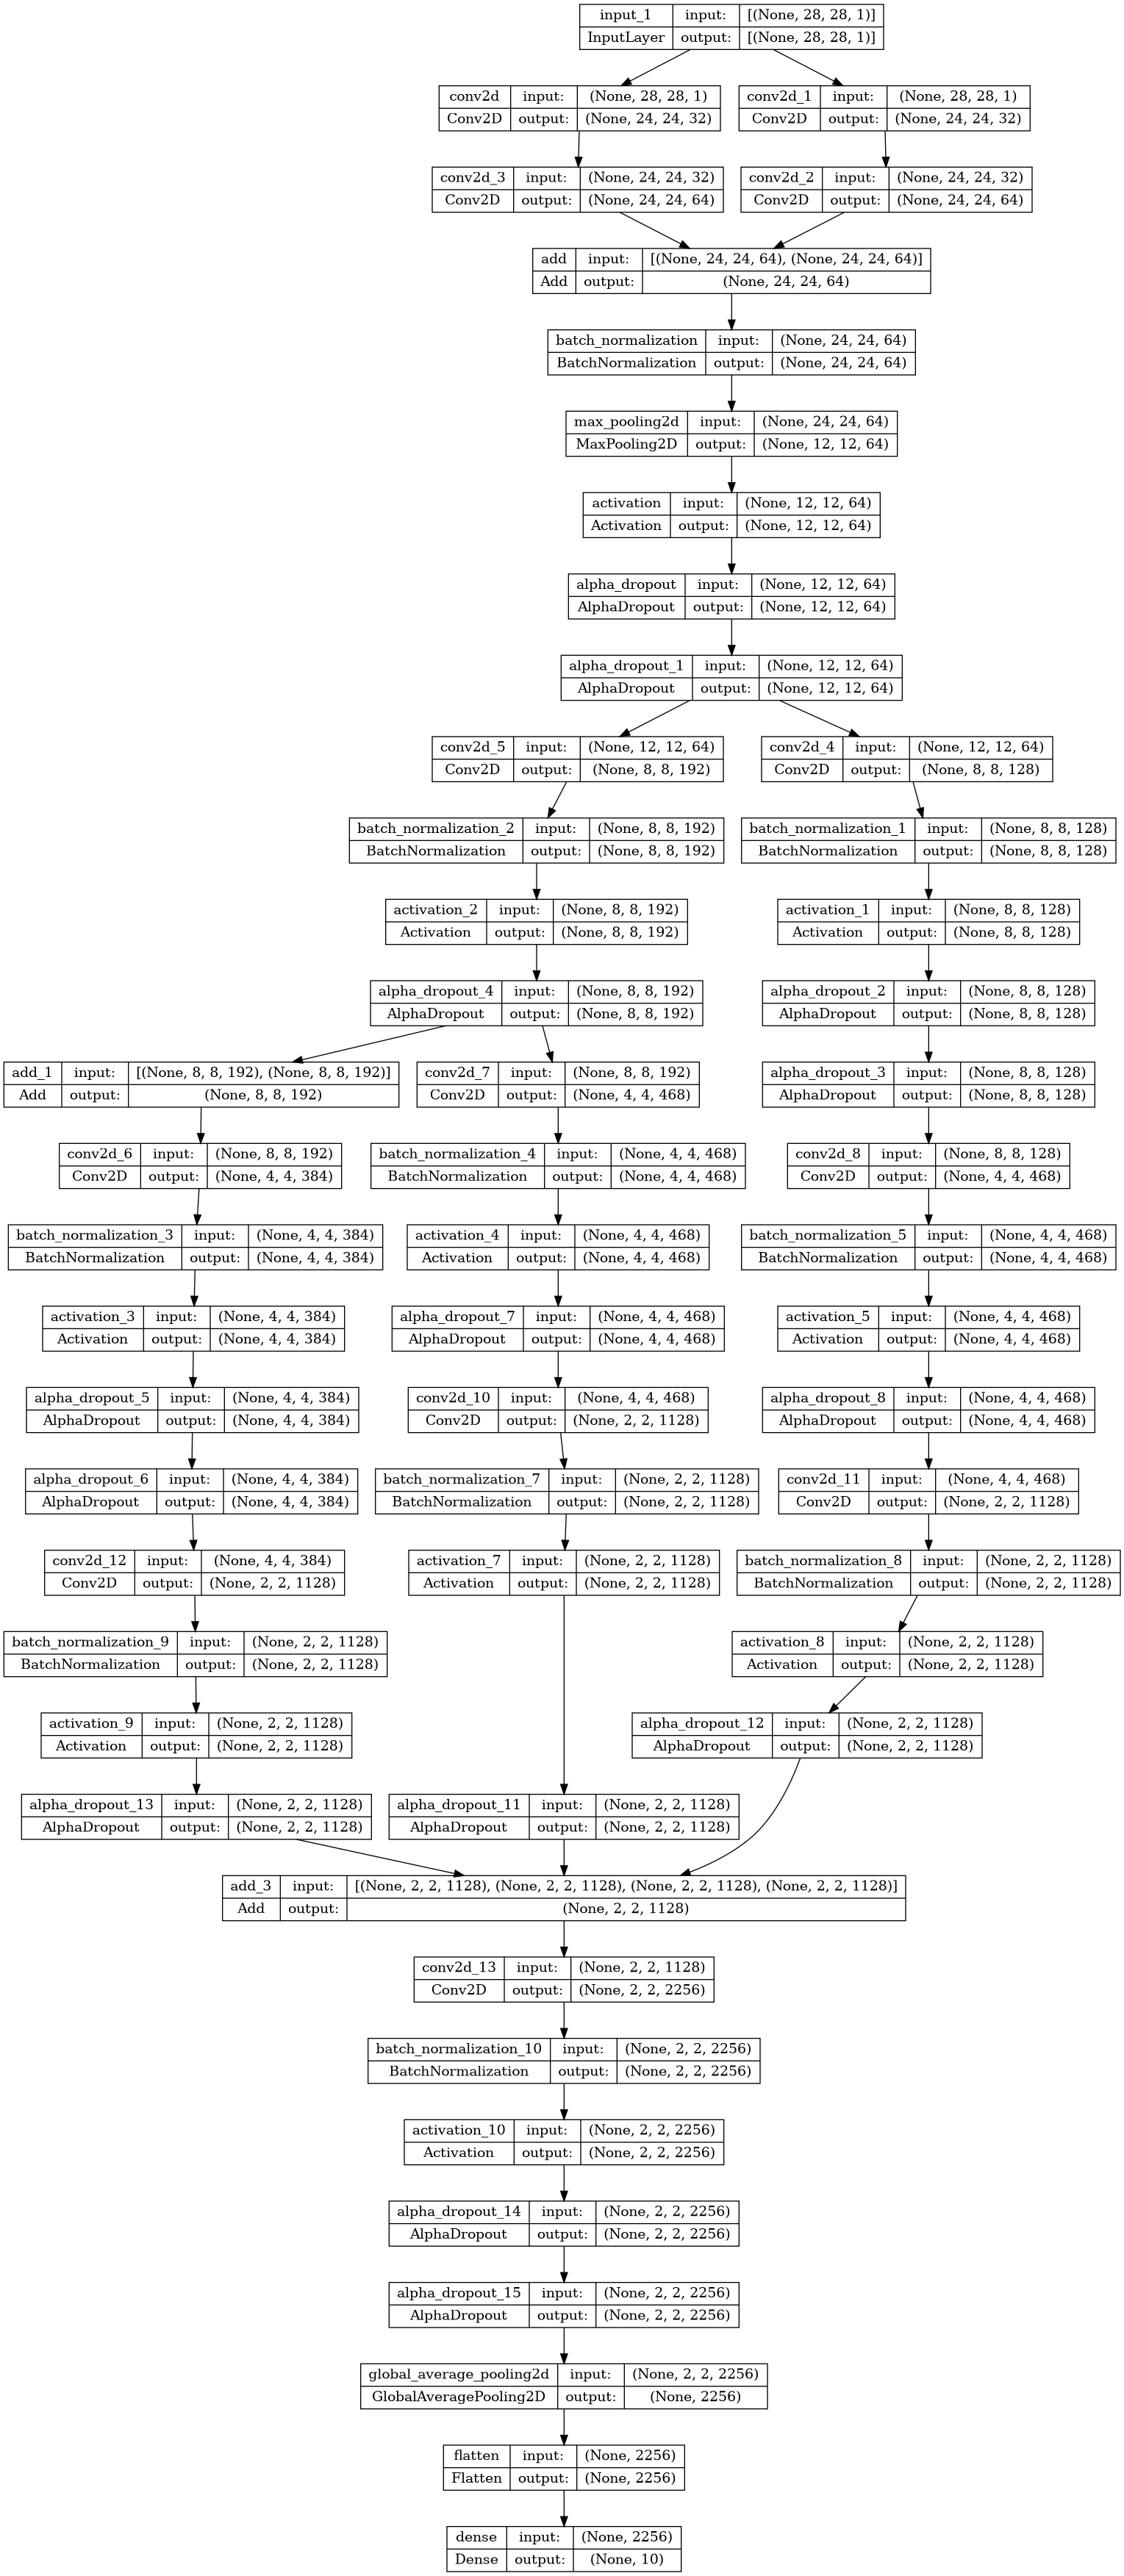 input_1 input: [(None, 28, 28, 1)]
InputLayer output: [(None, 28, 28, 1)]
conv2d input: (None, 28, 28, 1)
Conv2D output: (None, 24, 24, 32)
conv2d_1 input: (None, 28, 28, 1)
Conv2D output: (None, 24, 24, 32)
conv2d_3 input: (None, 24, 24, 32)
Conv2D output: (None, 24, 24, 64)
conv2d_2 input: (None, 24, 24, 32)
Conv2D output: (None, 24, 24, 64)
add input: [(None, 24, 24, 64), (None, 24, 24, 64)]
Add output: (None, 24, 24, 64)
batch_normalization input: (None, 24, 24, 64)
BatchNormalization output: (None, 24, 24, 64)
max_pooling2d input: (None, 24, 24, 64)
MaxPooling2D output: (None, 12, 12, 64)
activation input: (None, 12, 12, 64)
Activation output: (None, 12, 12, 64)
alpha_dropout input: (None, 12, 12, 64)
AlphaDropout output: (None, 12, 12, 64)
alpha_dropout_1 input: (None, 12, 12, 64)
AlphaDropout output: (None, 12, 12, 64)
conv2d_5 input: (None, 12, 12, 64)
Conv2D output: (None, 8, 8, 192)
conv2d_4 input: (None, 12, 12, 64)
Conv2D output: (None, 8, 8, 128)
batch_normalization_2 input: (None, 8, 8, 192)
BatchNormalization output: (None, 8, 8, 192)
batch_normalization_1 input: (None, 8, 8, 128)
BatchNormalization output: (None, 8, 8, 128)
activation_2 input: (None, 8, 8, 192)
Activation output: (None, 8, 8, 192)
activation_1 input: (None, 8, 8, 128)
Activation output: (None, 8, 8, 128)
alpha_dropout_4 input: (None, 8, 8, 192)
AlphaDropout output: (None, 8, 8, 192)
alpha_dropout_2 input: (None, 8, 8, 128)
AlphaDropout output: (None, 8, 8, 128)
add_1 input: [(None, 8, 8, 192), (None, 8, 8, 192)]
Add output: (None, 8, 8, 192)
conv2d_7 input: (None, 8, 8, 192)
Conv2D output: (None, 4, 4, 468)
alpha_dropout_3 input: (None, 8, 8, 128)
AlphaDropout output: (None, 8, 8, 128)
conv2d_6 input: (None, 8, 8, 192)
Conv2D output: (None, 4, 4, 384)
batch_normalization_4 input: (None, 4, 4, 468)
BatchNormalization output: (None, 4, 4, 468)
conv2d_8 input: (None, 8, 8, 128)
Conv2D output: (None, 4, 4, 468)
batch_normalization_3 input: (None, 4, 4, 384)
BatchNormalization output: (None, 4, 4, 384)
activation_4 input: (None, 4, 4, 468)
Activation output: (None, 4, 4, 468)
batch_normalization_5 input: (None, 4, 4, 468)
BatchNormalization output: (None, 4, 4, 468)
activation_3 input: (None, 4, 4, 384)
Activation output: (None, 4, 4, 384)
alpha_dropout_7 input: (None, 4, 4, 468)
AlphaDropout output: (None, 4, 4, 468)
activation_5 input: (None, 4, 4, 468)
Activation output: (None, 4, 4, 468)
alpha_dropout_5 input: (None, 4, 4, 384)
AlphaDropout output: (None, 4, 4, 384)
conv2d_10 input: (None, 4, 4, 468)
Conv2D output: (None, 2, 2, 1128)
alpha_dropout_8 input: (None, 4, 4, 468)
AlphaDropout output: (None, 4, 4, 468)
alpha_dropout_6 input: (None, 4, 4, 384)
AlphaDropout output: (None, 4, 4, 384)
batch_normalization_7 input: (None, 2, 2, 1128)
BatchNormalization output: (None, 2, 2, 1128)
conv2d_11 input: (None, 4, 4, 468)
Conv2D output: (None, 2, 2, 1128)
conv2d_12 input: (None, 4, 4, 384)
Conv2D output: (None, 2, 2, 1128)
activation_7 input: (None, 2, 2, 1128)
Activation output: (None, 2, 2, 1128)
batch_normalization_8 input: (None, 2, 2, 1128)
BatchNormalization output: (None, 2, 2, 1128)
batch_normalization_9 input: (None, 2, 2, 1128)
BatchNormalization output: (None, 2, 2, 1128)
activation_8 input: (None, 2, 2, 1128)
Activation output: (None, 2, 2, 1128)
activation_9 input: (None, 2, 2, 1128)
Activation output: (None, 2, 2, 1128)
alpha_dropout_12 input: (None, 2, 2, 1128)
AlphaDropout output: (None, 2, 2, 1128)
alpha_dropout_13 input: (None, 2, 2, 1128)
AlphaDropout output: (None, 2, 2, 1128)
alpha_dropout_11 input: (None, 2, 2, 1128)
AlphaDropout output: (None, 2, 2, 1128)
add_3 input: [(None, 2, 2, 1128), (None, 2, 2, 1128), (None, 2, 2, 1128), (None, 2, 2, 1128)]
Add output: (None, 2, 2, 1128)
conv2d_13 input: (None, 2, 2, 1128)
Conv2D output: (None, 2, 2, 2256)
batch_normalization_10 input: (None, 2, 2, 2256)
BatchNormalization output: (None, 2, 2, 2256)
activation_10 input: (None, 2, 2, 2256)
Activation output: (None, 2, 2, 2256)
alpha_dropout_14 input: (None, 2, 2, 2256)
AlphaDropout output: (None, 2, 2, 2256)
alpha_dropout_15 input: (None, 2, 2, 2256)
AlphaDropout output: (None, 2, 2, 2256)
global_average_pooling2d input: (None, 2, 2, 2256)
GlobalAveragePooling2D output: (None, 2256)
flatten input: (None, 2256)
Flatten output: (None, 2256)
dense input: (None, 2256)
Dense output: (None, 10)